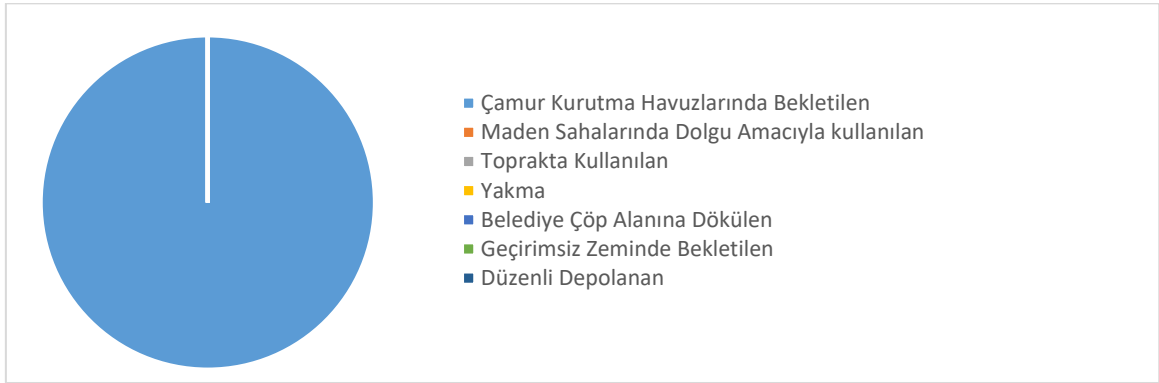 Çamur Kurutma Havuzlarında Bekletilen
Maden Sahalarında Dolgu Amacıyla kullanılan
Toprakta Kullanılan
Yakma
Belediye Çöp Alanına Dökülen
Geçirimsiz Zeminde Bekletilen
Düzenli Depolanan